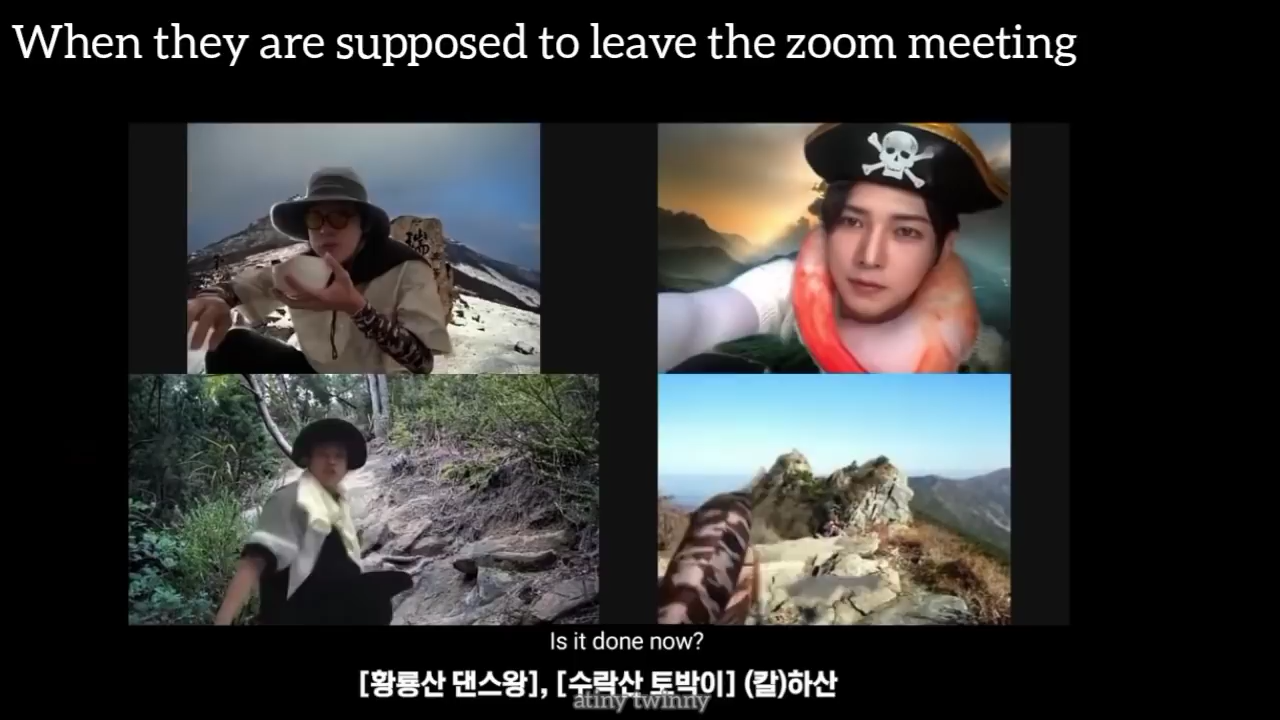 When they are supposed to leave the zoom meeting
瑞
Is it done now?
[황룡산 댄스왕], [수락산 토박이] (칼)하산
atiny twinny